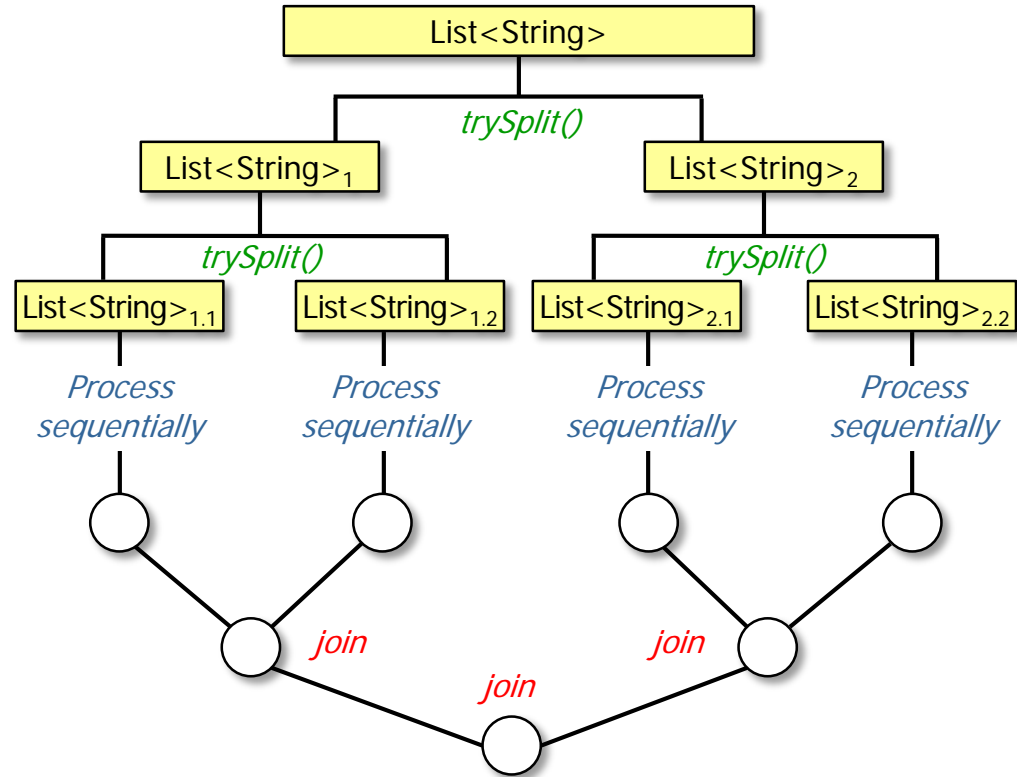 List<String>
trySplit()
List<String>1
List<String>2
trySplit()
trySplit()
List<String>1.1
List<String>1.2
List<String>2.1
List<String>2.2
Process
sequentially
Process
sequentially
Process
sequentially
Process
sequentially
join
join
join